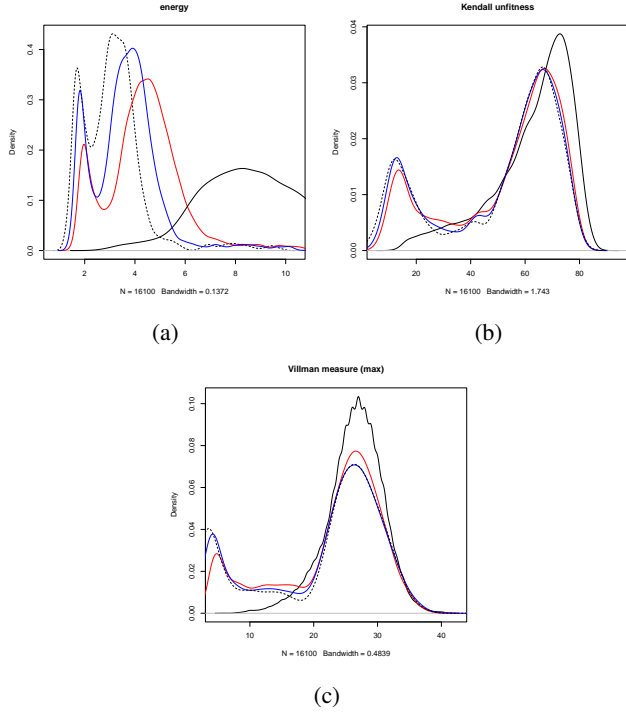 energy
Density
0.0 0.1 0.2 0.3 0.4
2 4 6 8 10
N = 16100 Bandwidth = 0.1372
(a)
Kendall unfitness
Density
0.00 0.01 0.02 0.03 0.04
20 40 60 80
N = 16100 Bandwidth = 1.743
(b)
Villman measure (max)
Density
0.00 0.02 0.04 0.06 0.08 0.10
10 20 30 40
N = 16100 Bandwidth = 0.4839
(c)